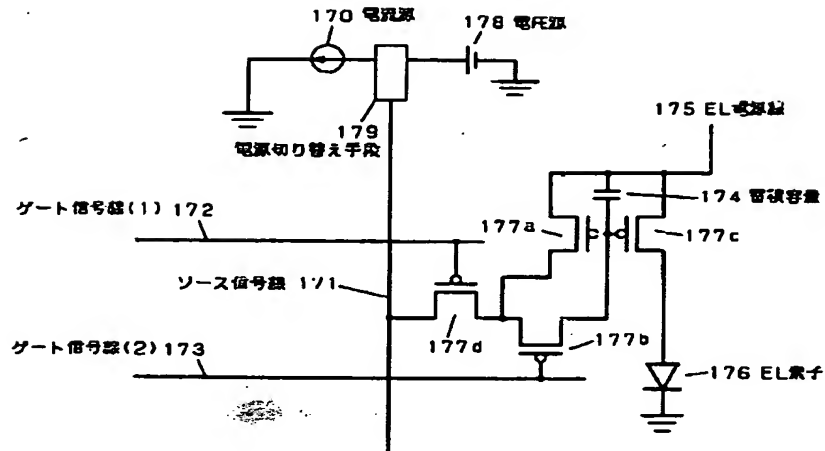 170 電流源
178 電圧源
175 EL電源線
179
電源切り替え手段
174 蓄積容量
ゲート信号線(1) 172
177a
177c
ソース信号線 171
177d
177b
ゲート信号線(2) 173
176 EL素子